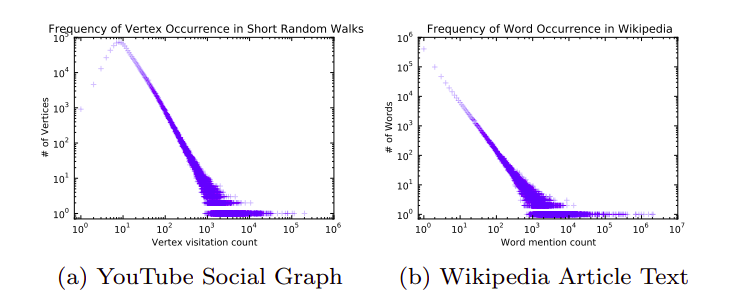 Frequency of Vertex Occurrence in Short Random Walks
10^5
10^4
10^3
10^2
10^1
10^0
# of Vertices
10^0 10^1 10^2 10^3 10^4 10^5 10^6
Vertex visitation count
(a) YouTube Social Graph
Frequency of Word Occurrence in Wikipedia
10^6
10^5
10^4
10^3
10^2
10^1
10^0
# of Words
10^0 10^1 10^2 10^3 10^4 10^5 10^6 10^7
Word mention count
(b) Wikipedia Article Text